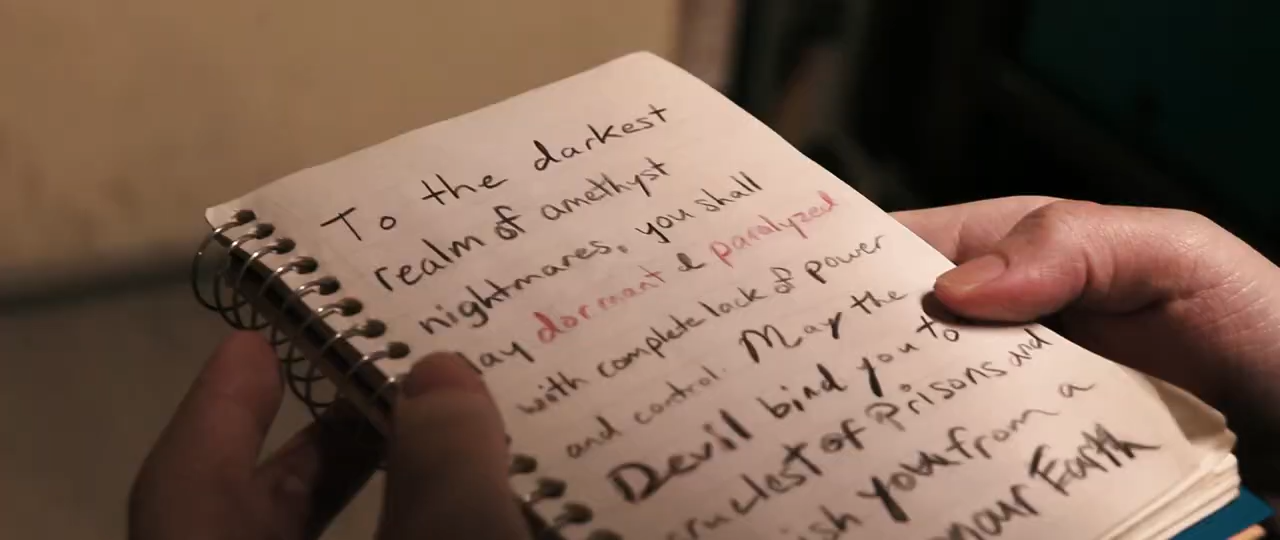 To the darkest
realm of amethyst
nightmares, you shall
lay dormant & paralyzed
with complete lack of power
and control. May the
Devil bind you to
cruelest of Prisons and
you from a
Earth